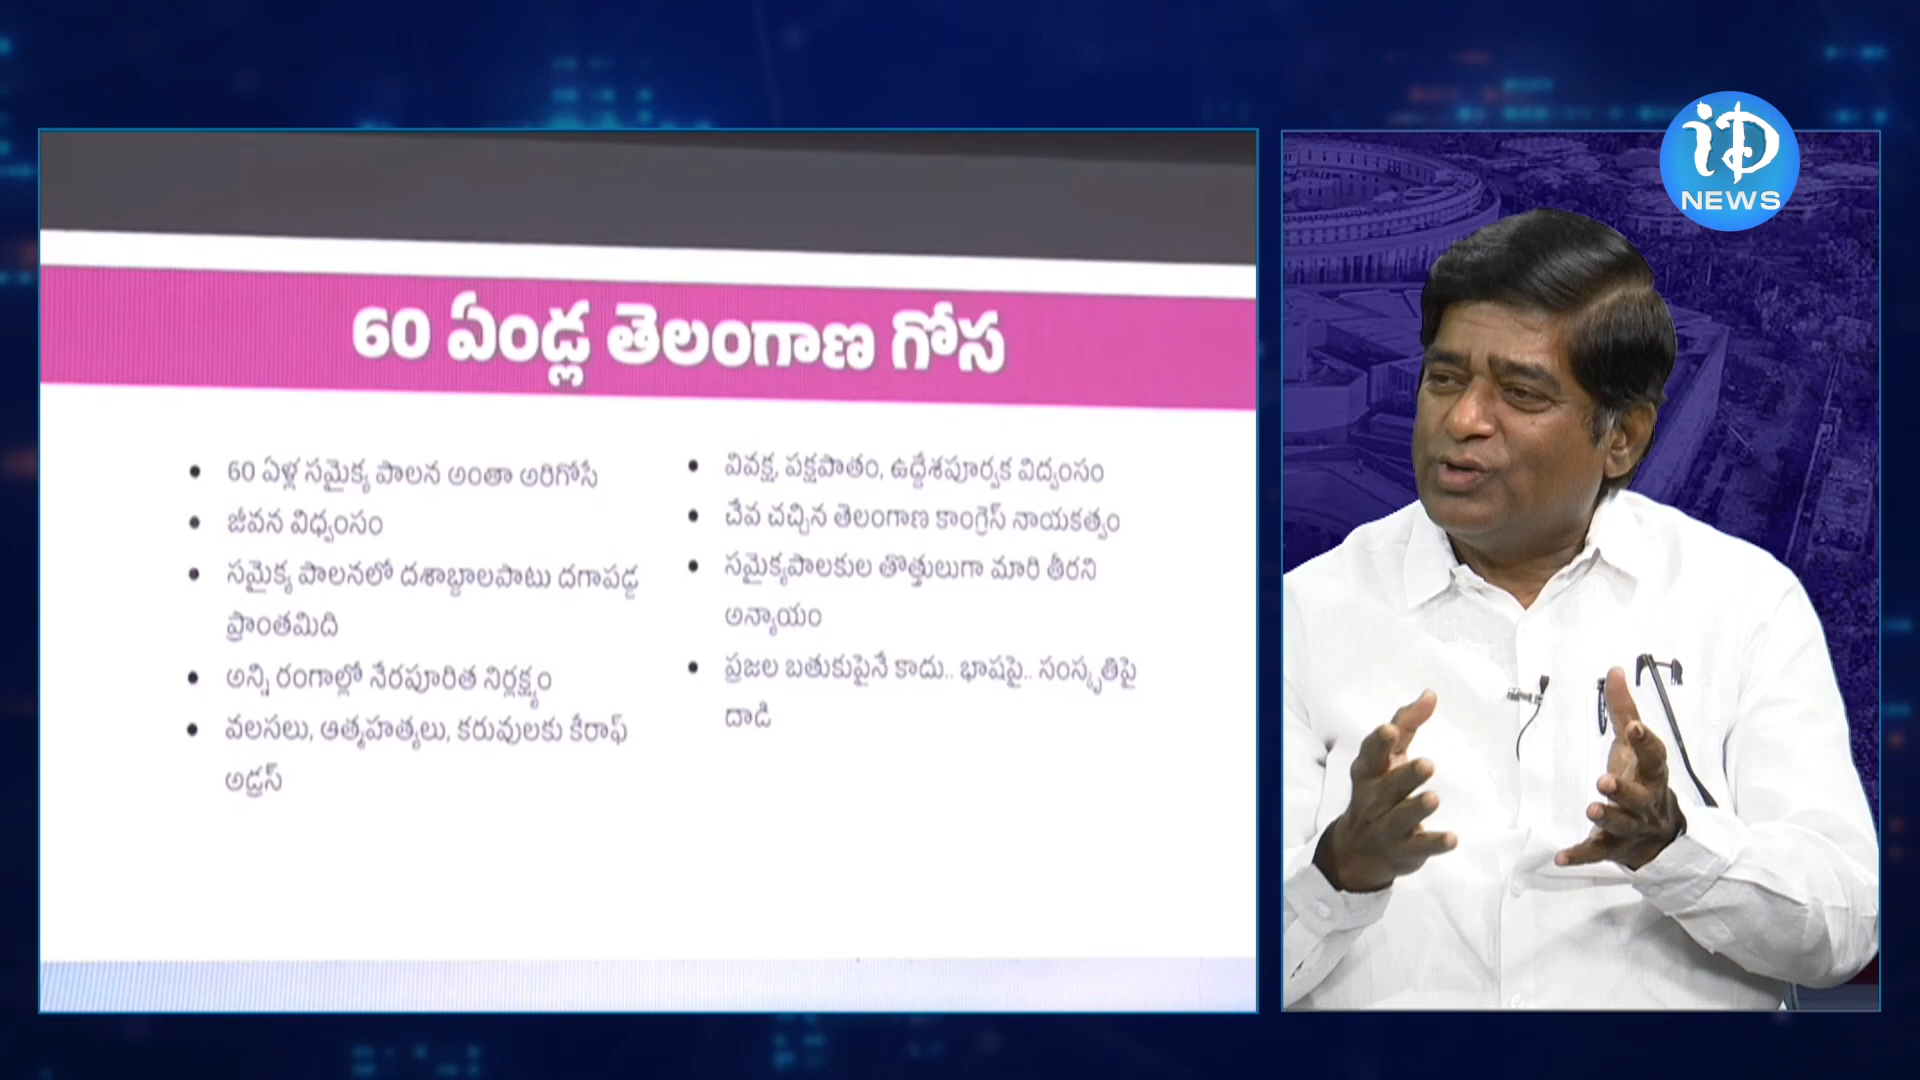 iD
NEWS
60 ఏండ్ల తెలంగాణ గోస
• 60 ఏళ్ల సమైక్య పాలన అంతా అరిగోసే
• జీవన విధ్వంసం
• సమైక్య పాలనలో దశాబ్దాలపాటు దగాపడ్డ
ప్రాంతమిది
• అన్ని రంగాల్లో నేరపూరిత నిర్లక్ష్యం
• వలసలు, ఆత్మహత్యలు, కరువులకు కేరాఫ్
అడ్రస్
• వివక్ష, పక్షపాతం, ఉద్దేశపూర్వక విధ్వంసం
• చేవ చచ్చిన తెలంగాణ కాంగ్రెస్ నాయకత్వం
• సమైక్యపాలకుల తొత్తులుగా మారి తీరని
అన్యాయం
• ప్రజల బతుకుపైనే కాదు.. భాషపై.. సంస్కృతిపై
దాడి